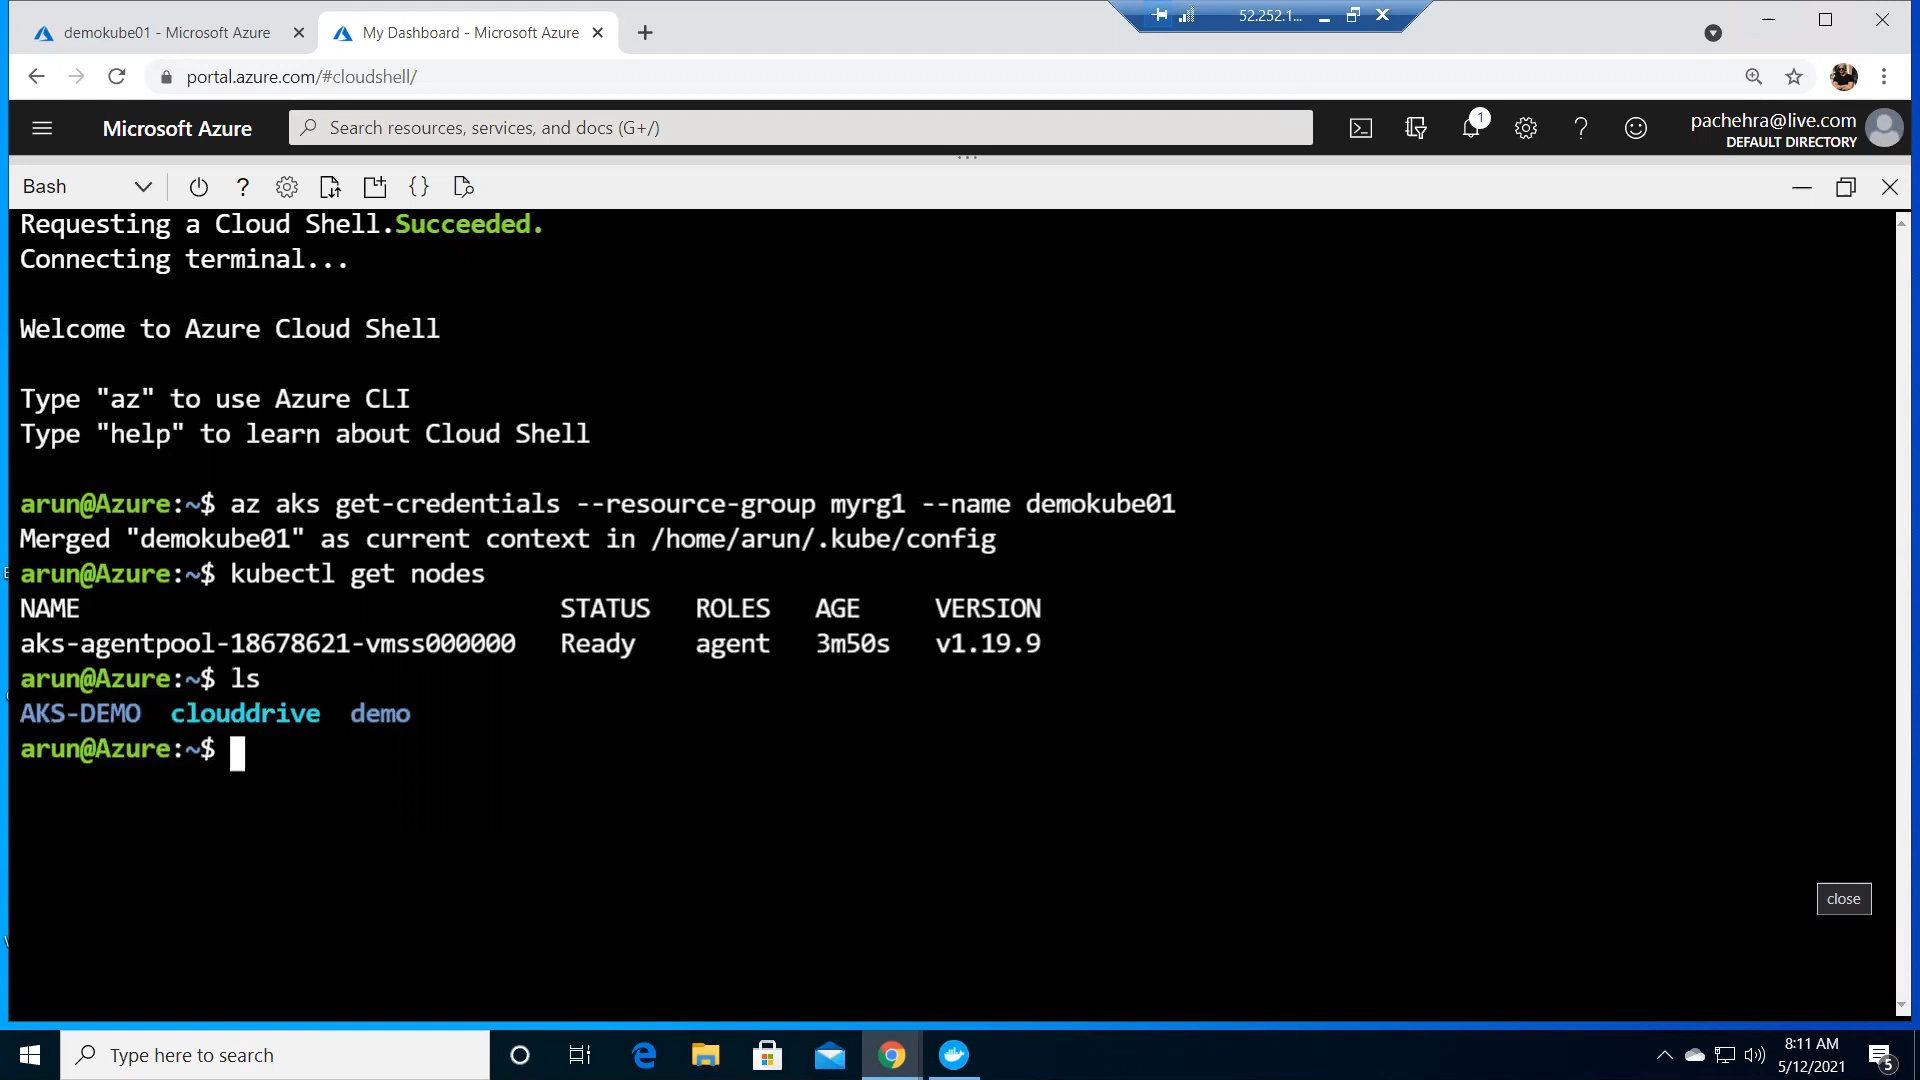 52.252.1...
demokube01 - Microsoft Azure
My Dashboard - Microsoft Azure
portal.azure.com/#cloudshell/
Microsoft Azure
Search resources, services, and docs (G+/)
1
pachehra@live.com
DEFAULT DIRECTORY
Bash
Requesting a Cloud Shell.Succeeded.
Connecting terminal...
Welcome to Azure Cloud Shell
Type "az" to use Azure CLI
Type "help" to learn about Cloud Shell
arun@Azure:~$ az aks get-credentials --resource-group myrg1 --name demokube01
Merged "demokube01" as current context in /home/arun/.kube/config
arun@Azure:~$ kubectl get nodes
NAME STATUS ROLES AGE VERSION
aks-agentpool-18678621-vmss000000 Ready agent 3m50s v1.19.9
arun@Azure:~$ ls
AKS-DEMO clouddrive demo
arun@Azure:~$
close
Type here to search
8:11 AM
5/12/2021
5